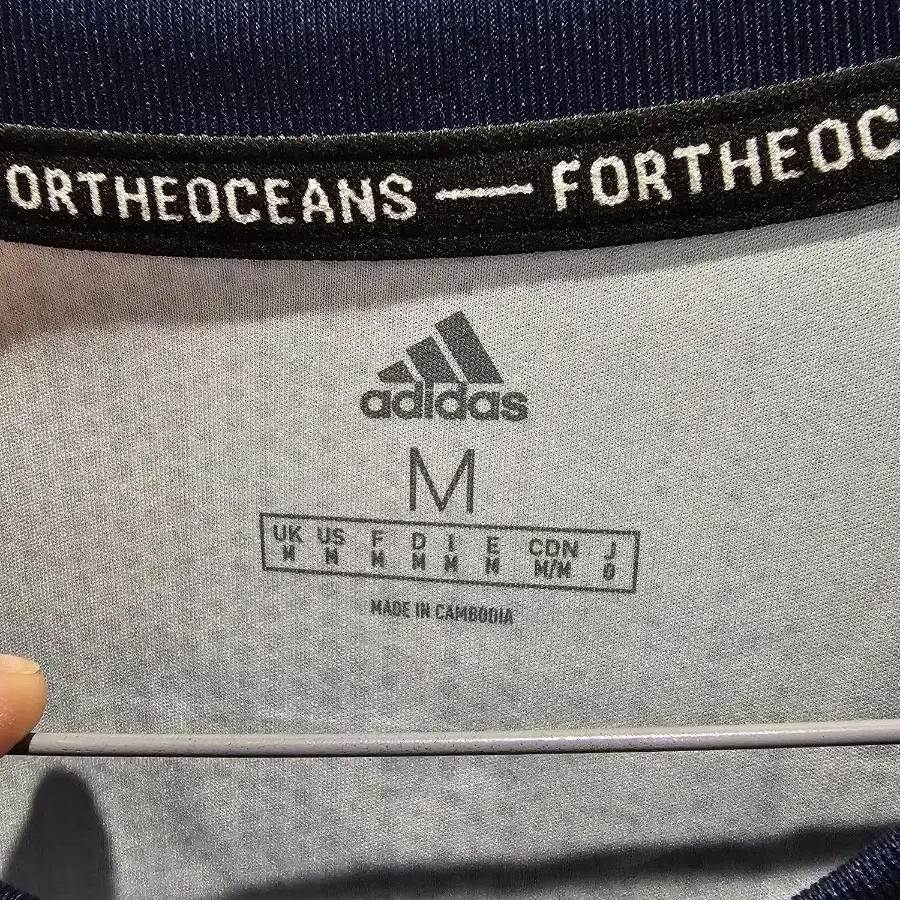 ORTHEOCEANS — FORTHEOC
adidas
M
UK US F D I E CDN J
M M M M M M M/M O
MADE IN CAMBODIA